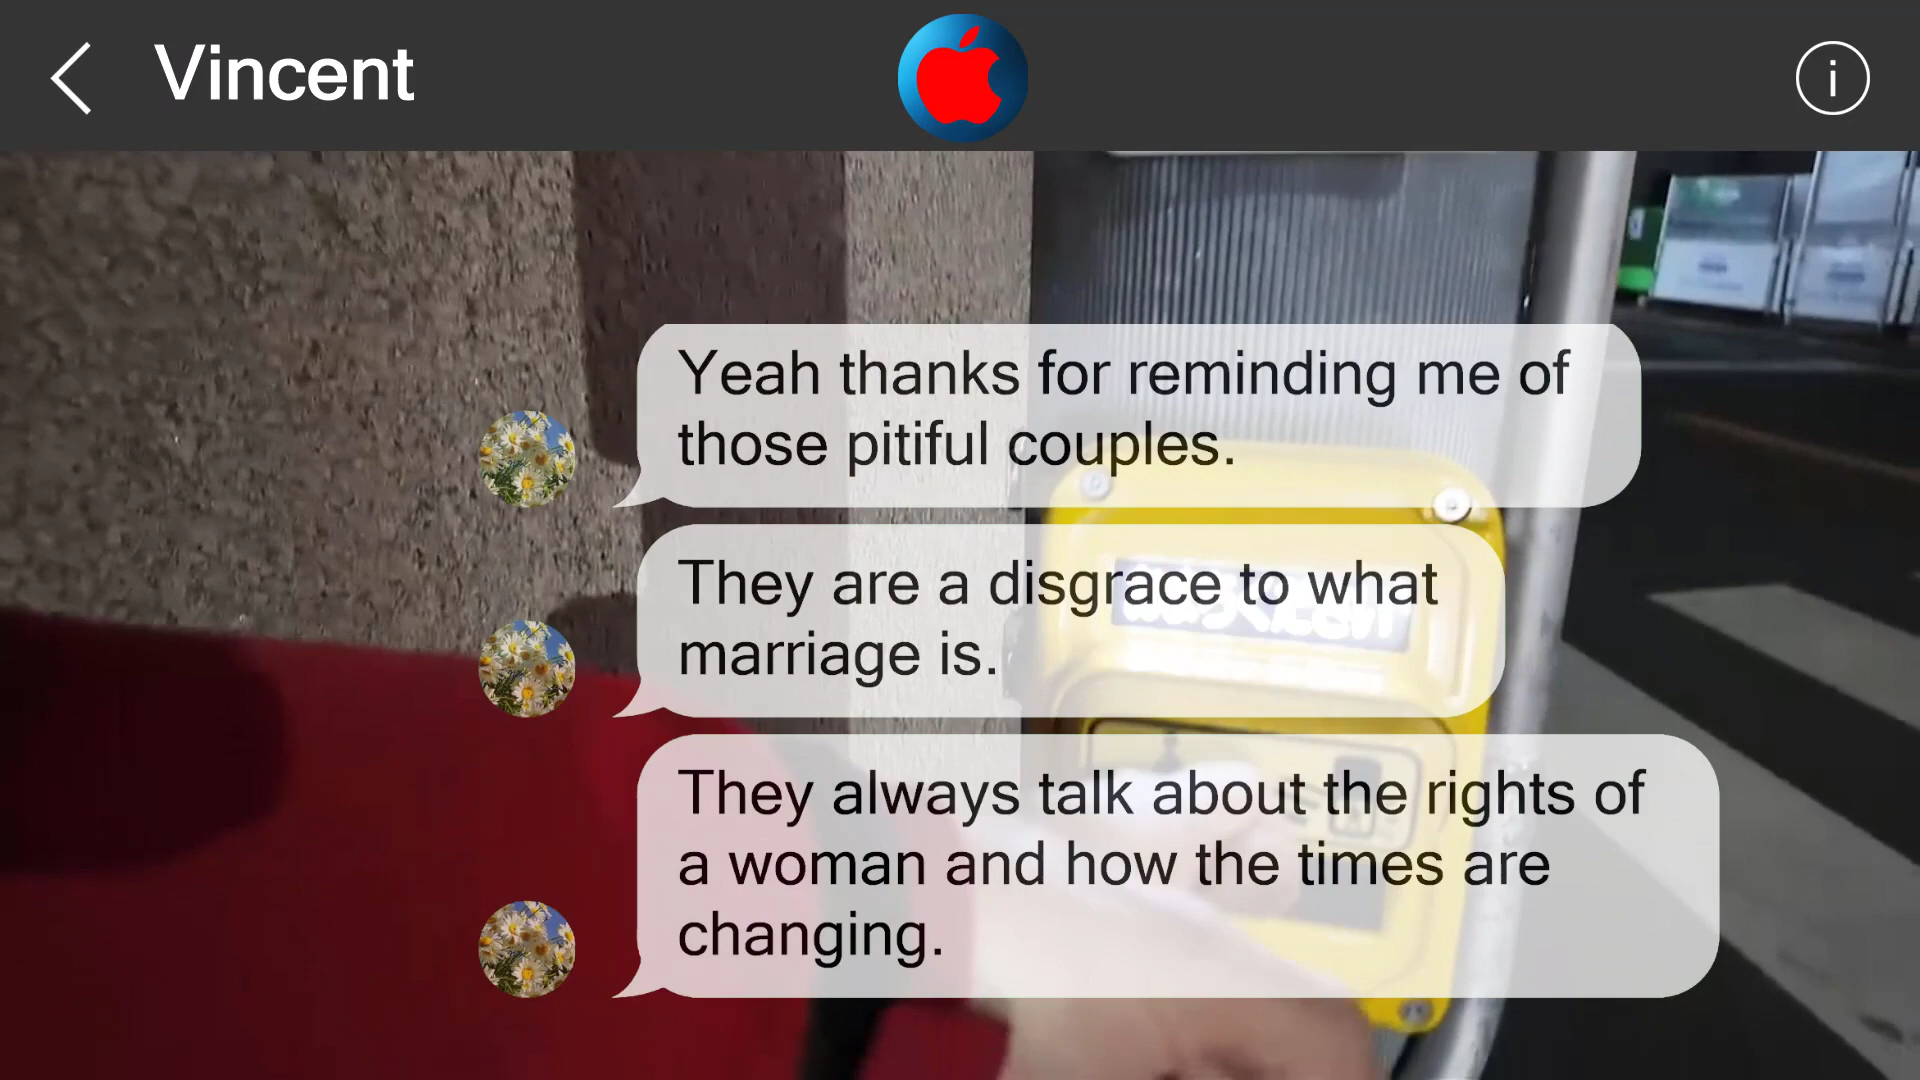 Vincent
Yeah thanks for reminding me of
those pitiful couples.
They are a disgrace to what
marriage is.
They always talk about the rights of
a woman and how the times are
changing.